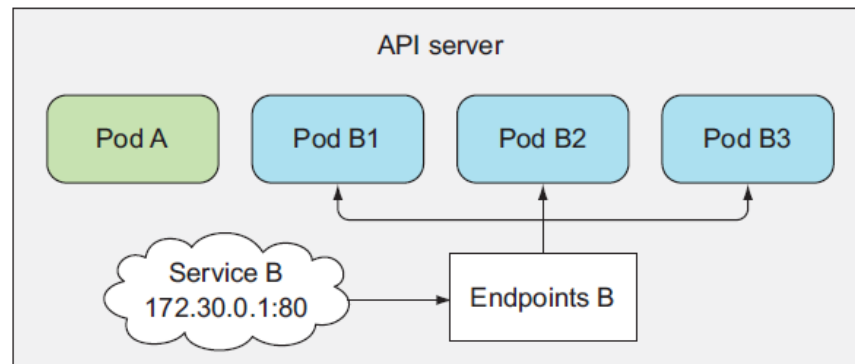 API server
Pod A
Pod B1
Pod B2
Pod B3
Service B
172.30.0.1:80
Endpoints B